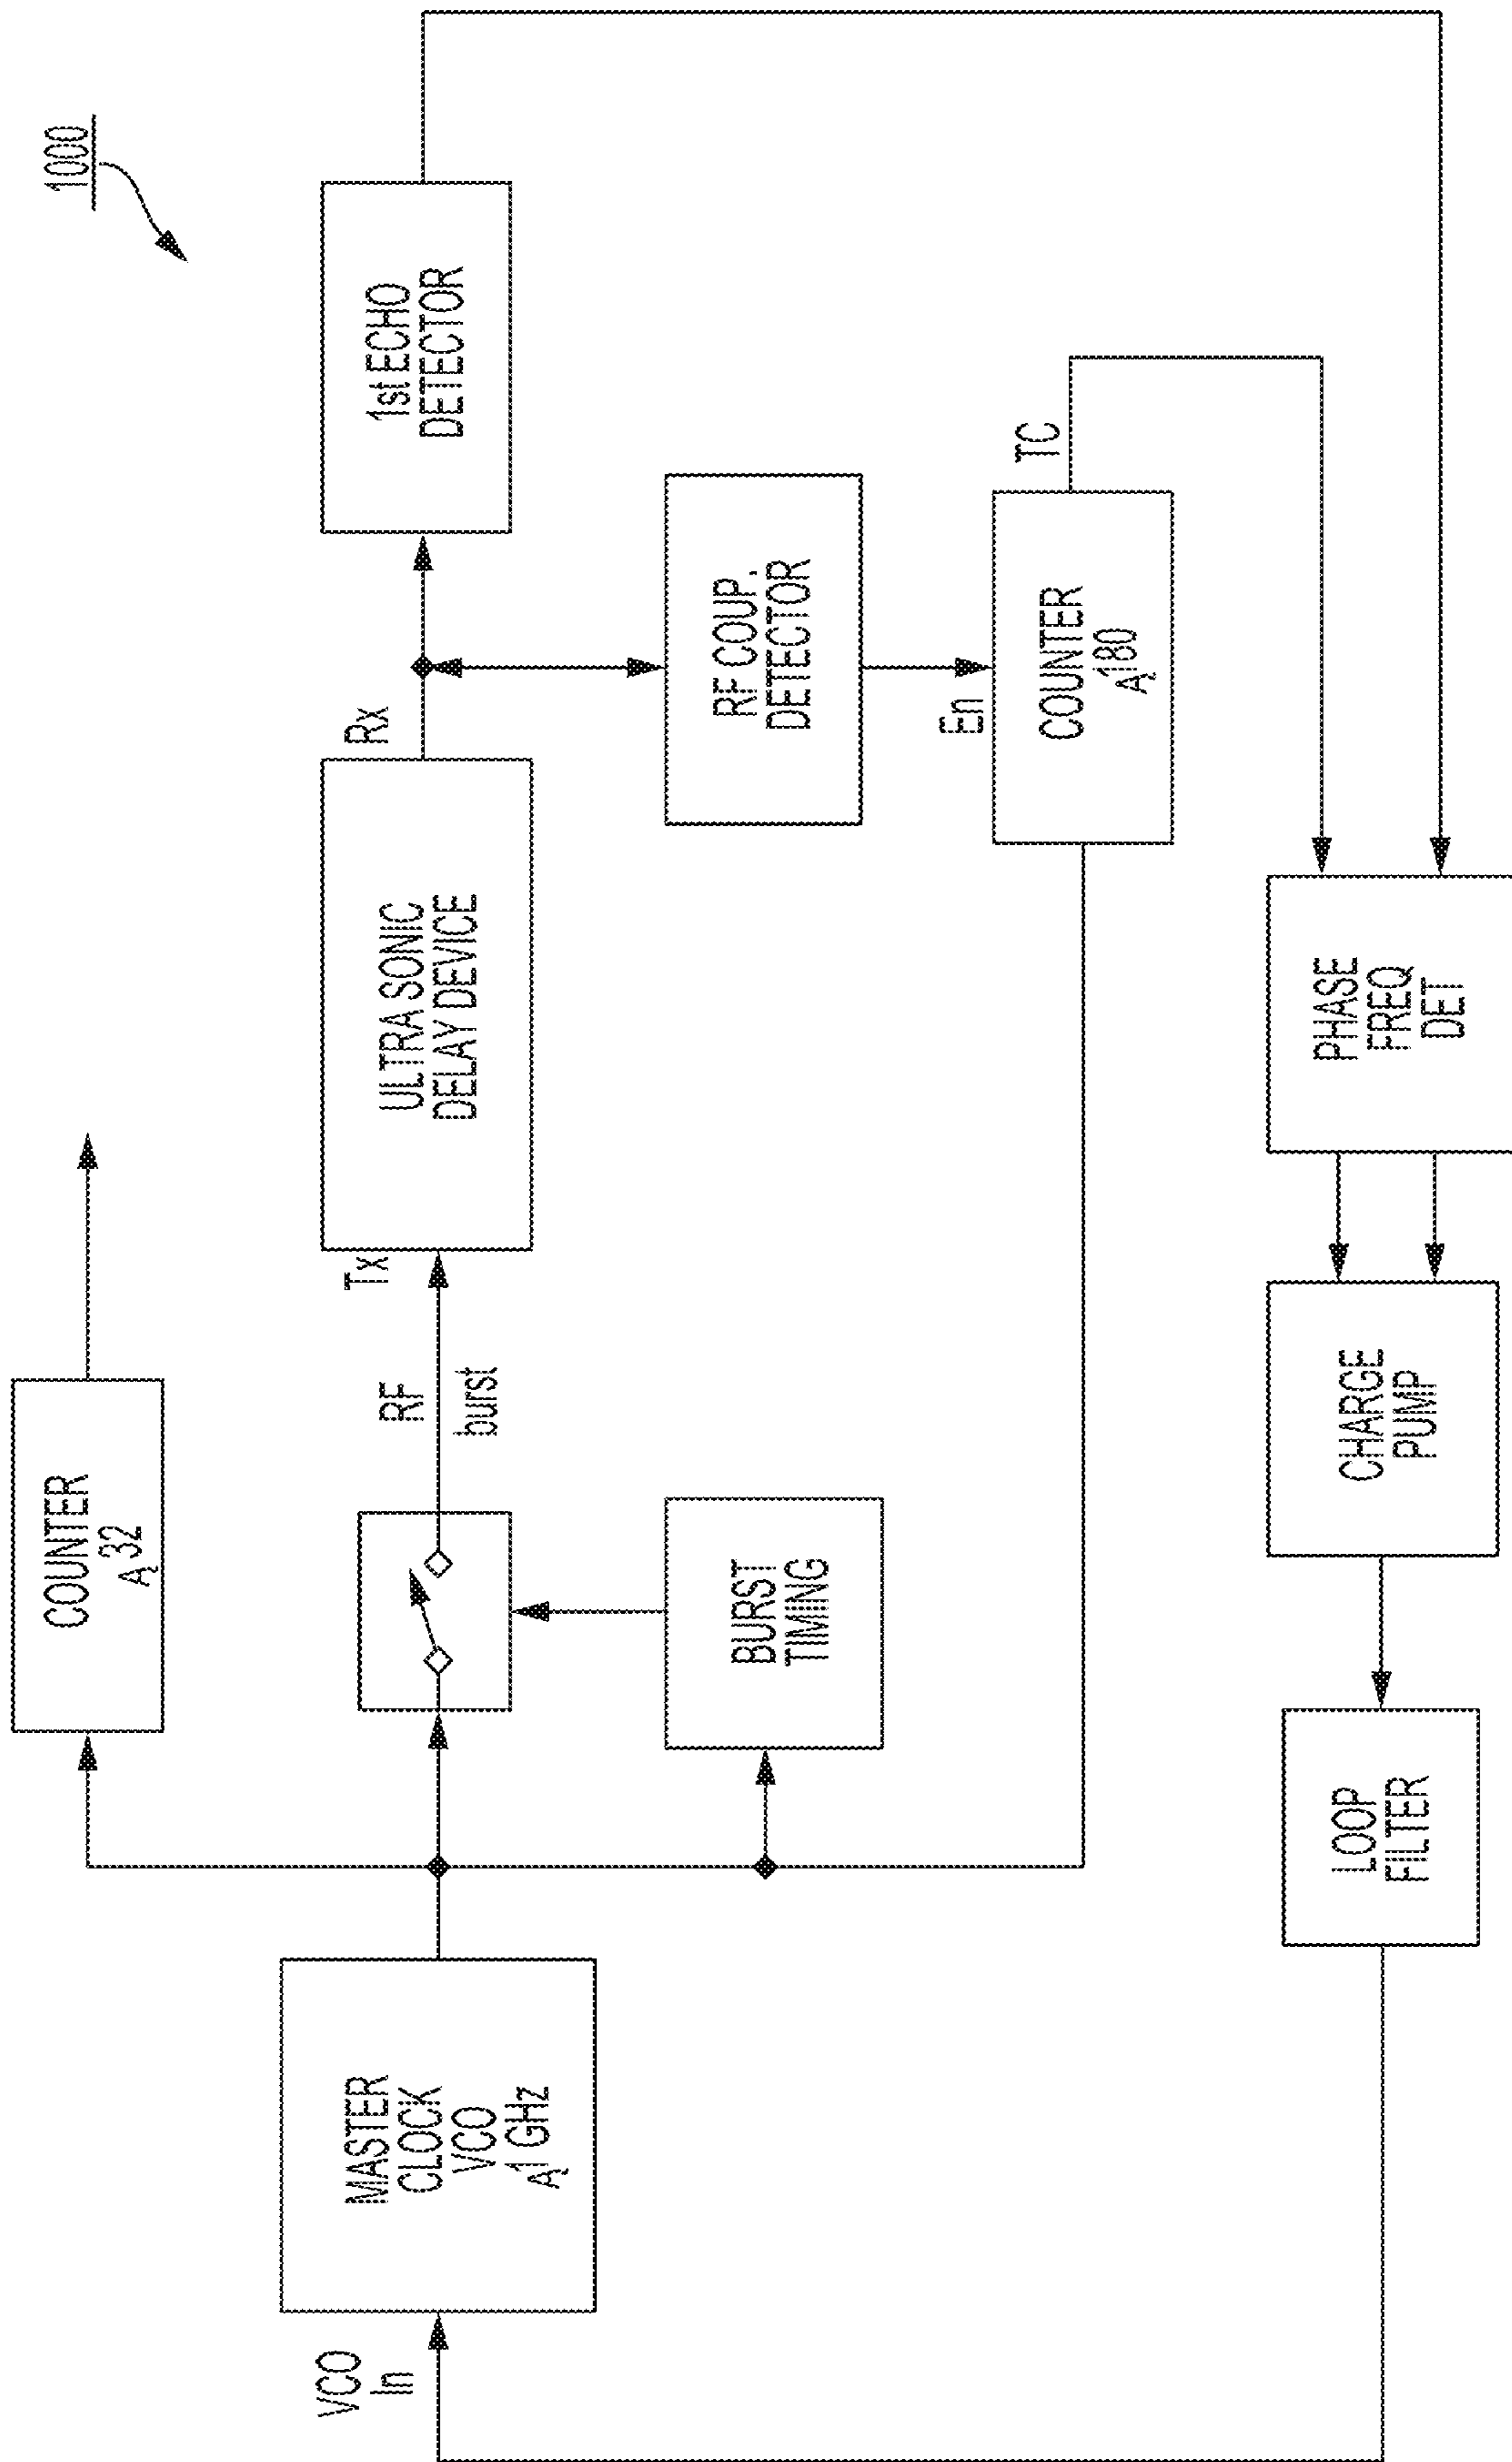 1000
COUNTER
A 32
MASTER
CLOCK
VCO
A 1 GHz
VCO
In
RF
burst
Tx
ULTRA SONIC
DELAY DEVICE
Rx
1st ECHO
DETECTOR
BURST
TIMING
RF COUP.
DETECTOR
En
COUNTER
A 180
TC
LOOP
FILTER
CHARGE
PUMP
PHASE
FREQ
DET